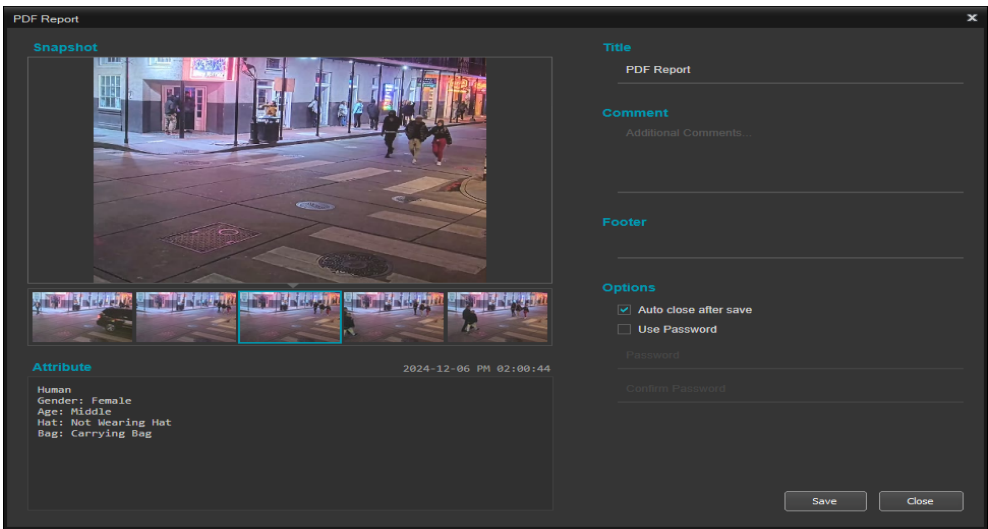 PDF Report
x
Snapshot
Title
PDF Report
Comment
Additional Comments...
Footer
Options
Auto close after save
Use Password
Password
Confirm Password
Attribute
2024-12-06 PM 02:00:44
Human
Gender: Female
Age: Middle
Hat: Not Wearing Hat
Bag: Carrying Bag
Save
Close